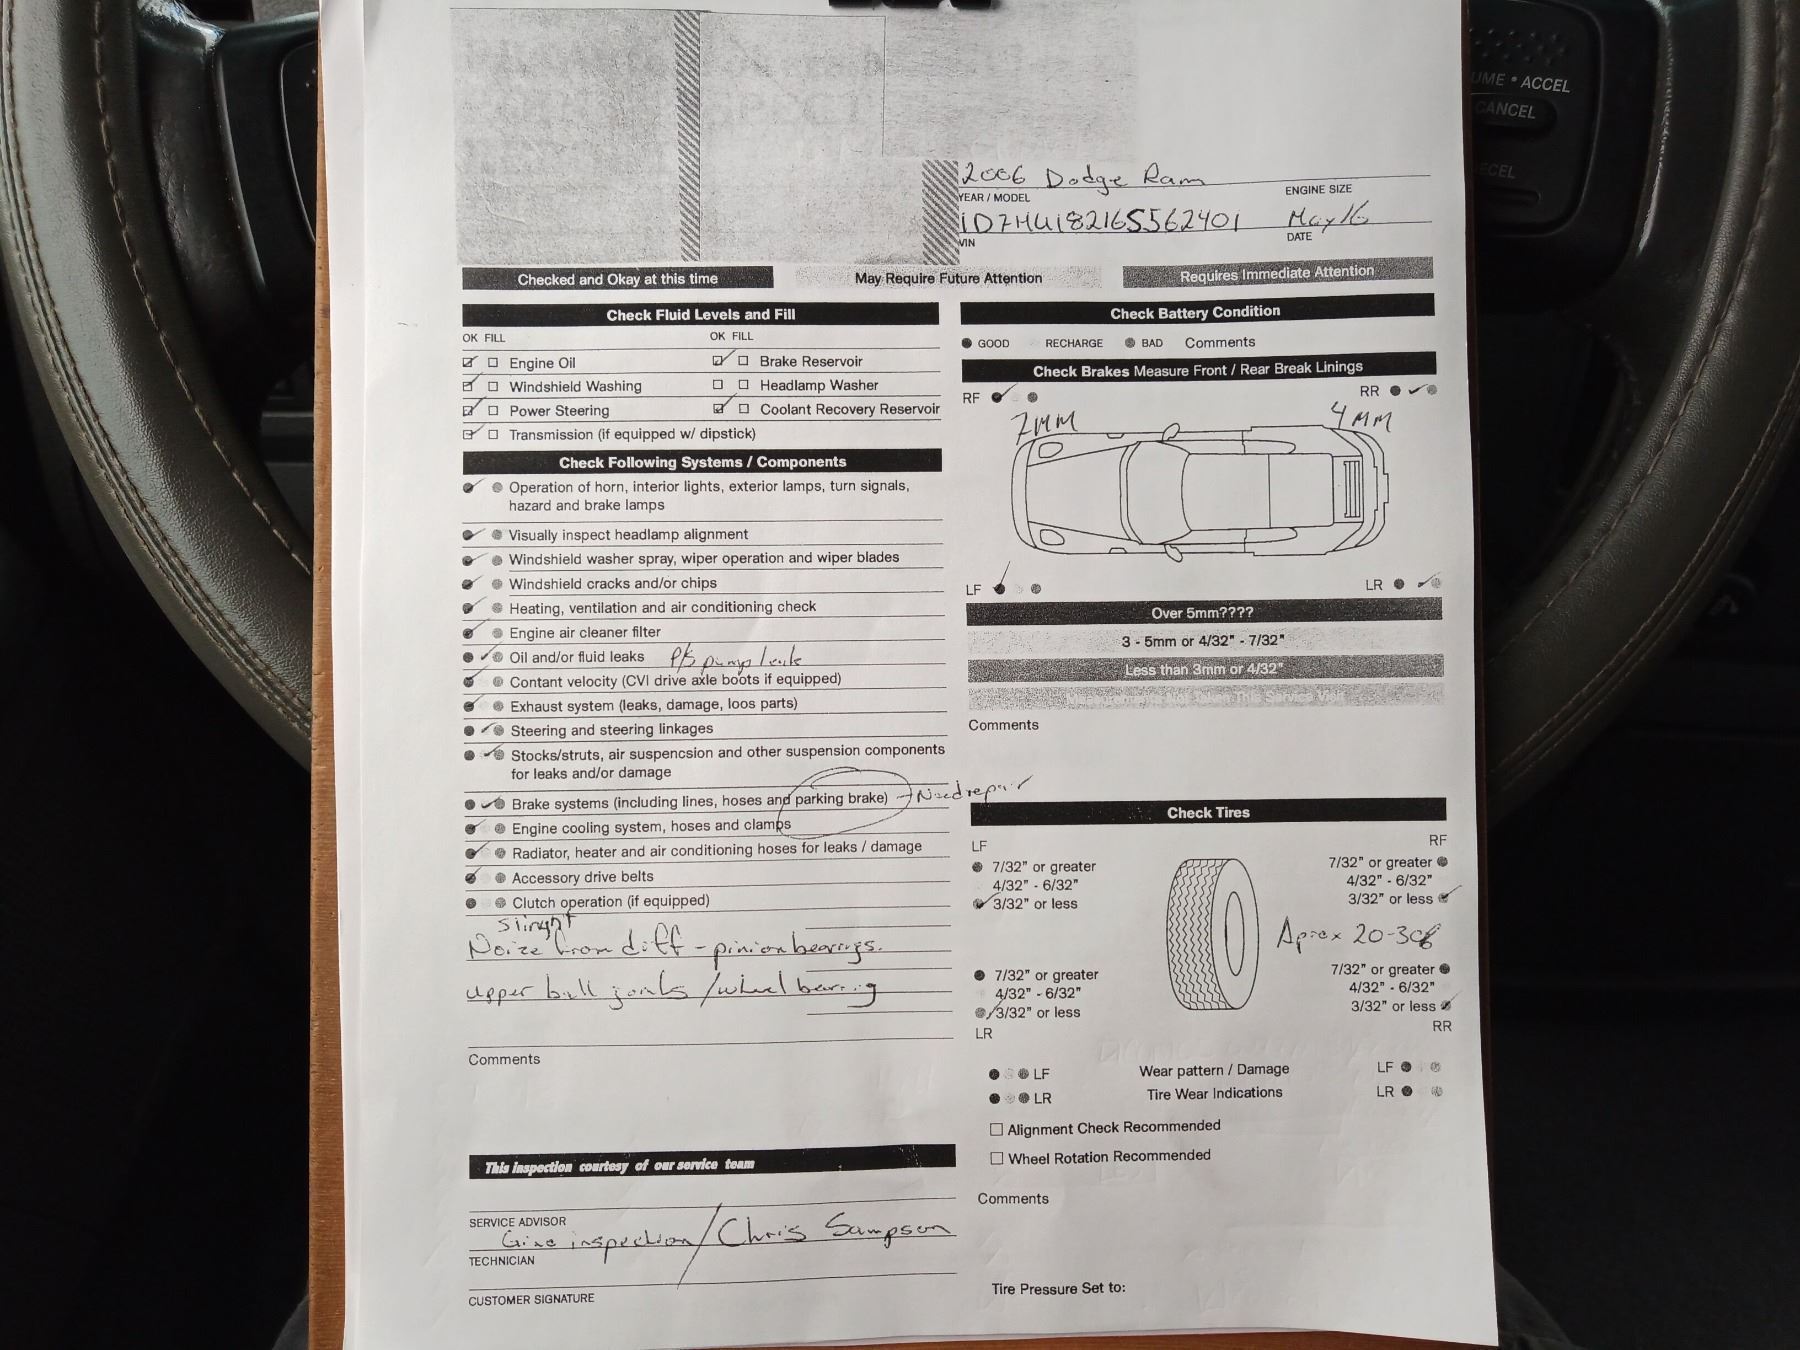 UME • ACCEL
CANCEL
ECEL
2006 Dodge Ram
YEAR / MODEL
ENGINE SIZE
1D7HU18216S562401
May 16
VIN
DATE
Checked and Okay at this time
May Require Future Attention
Requires Immediate Attention
Check Fluid Levels and Fill
OK FILL OK FILL
Engine Oil Brake Reservoir
Windshield Washing Headlamp Washer
Power Steering Coolant Recovery Reservoir
Transmission (if equipped w/ dipstick)
Check Following Systems / Components
Operation of horn, interior lights, exterior lamps, turn signals,
hazard and brake lamps
Visually inspect headlamp alignment
Windshield washer spray, wiper operation and wiper blades
Windshield cracks and/or chips
Heating, ventilation and air conditioning check
Engine air cleaner filter
Oil and/or fluid leaks P/S pump leak
Contant velocity (CVI drive axle boots if equipped)
Exhaust system (leaks, damage, loos parts)
Steering and steering linkages
Stocks/struts, air suspencsion and other suspension components
for leaks and/or damage
Brake systems (including lines, hoses and parking brake) - Need repair
Engine cooling system, hoses and clamps
Radiator, heater and air conditioning hoses for leaks / damage
Accessory drive belts
Clutch operation (if equipped)
slinght
Noize from diff - pinion bearings.
upper ball joints / wheel bearing
Comments
This inspection courtesy of our service team
SERVICE ADVISOR
inspection / Chris Sampson
TECHNICIAN
CUSTOMER SIGNATURE
Check Battery Condition
GOOD RECHARGE BAD Comments
Check Brakes Measure Front / Rear Break Linings
RF RR
7MM 4MM
LF LR
Over 5mm????
3 - 5mm or 4/32" - 7/32"
Less than 3mm or 4/32"
Comments
Check Tires
LF RF
7/32" or greater 7/32" or greater
4/32" - 6/32" 4/32" - 6/32"
3/32" or less 3/32" or less
Aprox 20-30%
7/32" or greater 7/32" or greater
4/32" - 6/32" 4/32" - 6/32"
3/32" or less 3/32" or less
LR RR
LF Wear pattern / Damage LF
LR Tire Wear Indications LR
Alignment Check Recommended
Wheel Rotation Recommended
Comments
Tire Pressure Set to: